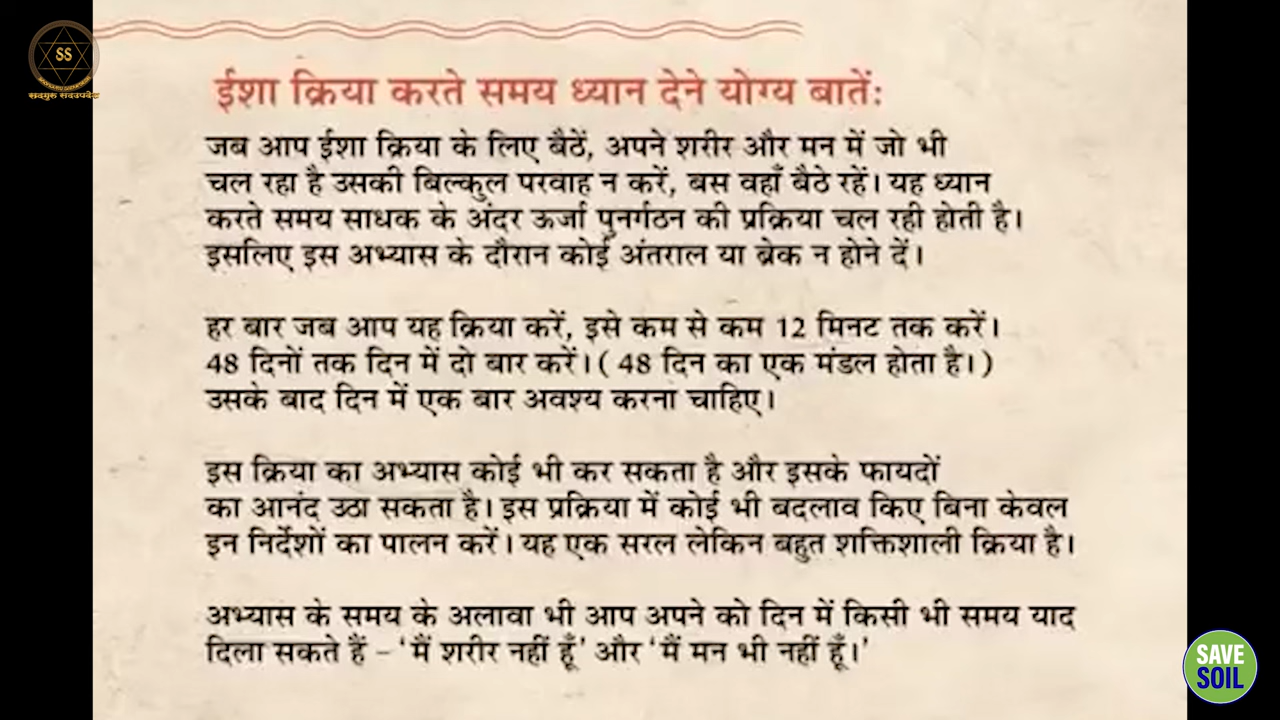 SS
सदगुरु सदउपदेश
ईशा क्रिया करते समय ध्यान देने योग्य बातें:
जब आप ईशा क्रिया के लिए बैठें, अपने शरीर और मन में जो भी
चल रहा है उसकी बिल्कुल परवाह न करें, बस वहाँ बैठे रहें। यह ध्यान
करते समय साधक के अंदर ऊर्जा पुनर्गठन की प्रक्रिया चल रही होती है।
इसलिए इस अभ्यास के दौरान कोई अंतराल या ब्रेक न होने दें।
हर बार जब आप यह क्रिया करें, इसे कम से कम 12 मिनट तक करें।
48 दिनों तक दिन में दो बार करें। ( 48 दिन का एक मंडल होता है। )
उसके बाद दिन में एक बार अवश्य करना चाहिए।
इस क्रिया का अभ्यास कोई भी कर सकता है और इसके फायदों
का आनंद उठा सकता है। इस प्रक्रिया में कोई भी बदलाव किए बिना केवल
इन निर्देशों का पालन करें। यह एक सरल लेकिन बहुत शक्तिशाली क्रिया है।
अभ्यास के समय के अलावा भी आप अपने को दिन में किसी भी समय याद
दिला सकते हैं – ‘मैं शरीर नहीं हूँ’ और ‘मैं मन भी नहीं हूँ।’
SAVE
SOIL